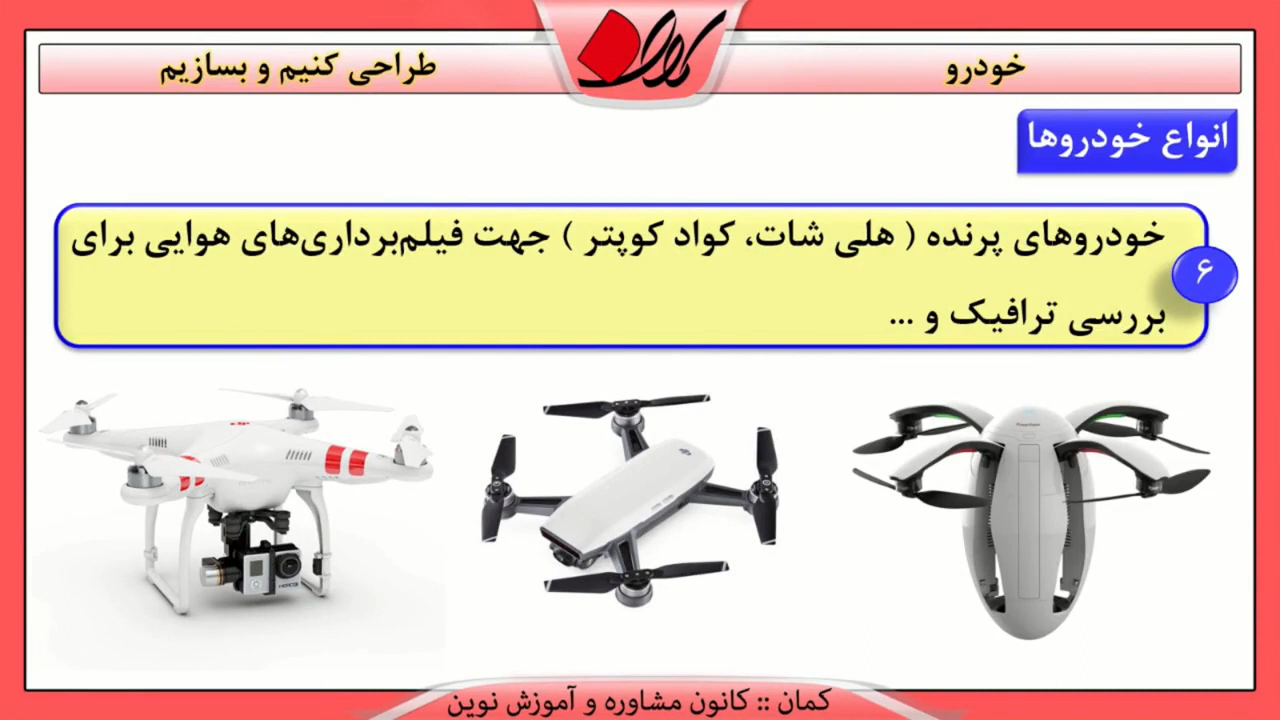 خودرو
طراحی کنیم و بسازیم
کمان
انواع خودروها
خودروهای پرنده ( هلی شات، کواد کوپتر ) جهت فیلم‌برداری‌های هوایی برای
بررسی ترافیک و ...
۶
کمان :: کانون مشاوره و آموزش نوین